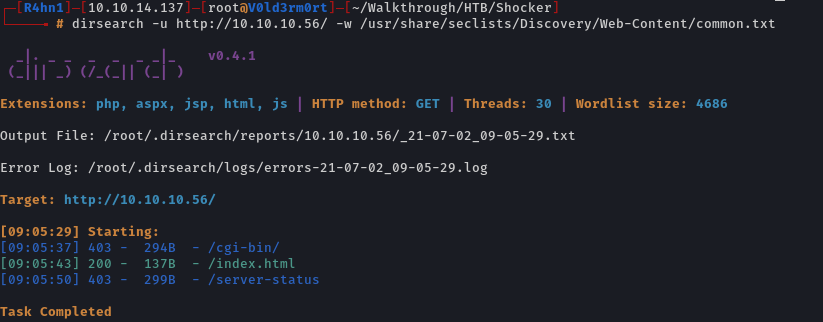 [R4hn1]-[10.10.14.137]-[root@V0ld3rm0rt]-[~/Walkthrough/HTB/Shocker]
# dirsearch -u http://10.10.10.56/ -w /usr/share/seclists/Discovery/Web-Content/common.txt
_|. _ _ _ _ _ _|_ v0.4.1
(_||| _) (/_(_|| (_| )
Extensions: php, aspx, jsp, html, js | HTTP method: GET | Threads: 30 | Wordlist size: 4686
Output File: /root/.dirsearch/reports/10.10.10.56/_21-07-02_09-05-29.txt
Error Log: /root/.dirsearch/logs/errors-21-07-02_09-05-29.log
Target: http://10.10.10.56/
[09:05:29] Starting:
[09:05:37] 403 - 294B - /cgi-bin/
[09:05:43] 200 - 137B - /index.html
[09:05:50] 403 - 299B - /server-status
Task Completed